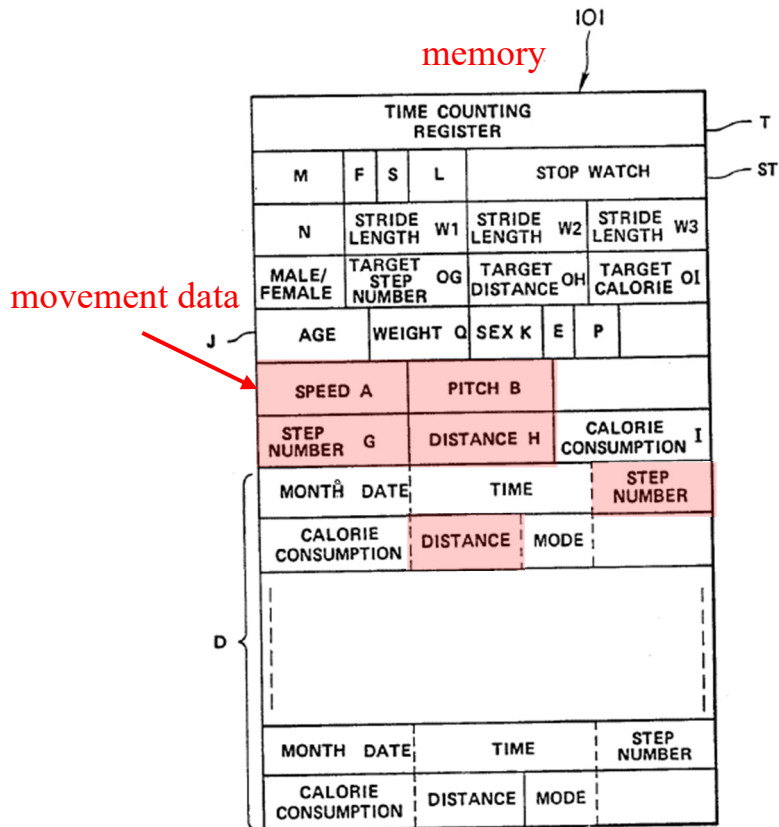 101
memory
TIME COUNTING
REGISTER
T
M F S L STOP WATCH
ST
N STRIDE LENGTH W1 STRIDE LENGTH W2 STRIDE LENGTH W3
MALE/FEMALE TARGET STEP NUMBER OG TARGET DISTANCE OH TARGET CALORIE OI
movement data
J AGE WEIGHT Q SEX K E P
SPEED A PITCH B
STEP NUMBER G DISTANCE H CALORIE CONSUMPTION I
MONTH DATE TIME STEP NUMBER
CALORIE CONSUMPTION DISTANCE MODE
D
MONTH DATE TIME STEP NUMBER
CALORIE CONSUMPTION DISTANCE MODE